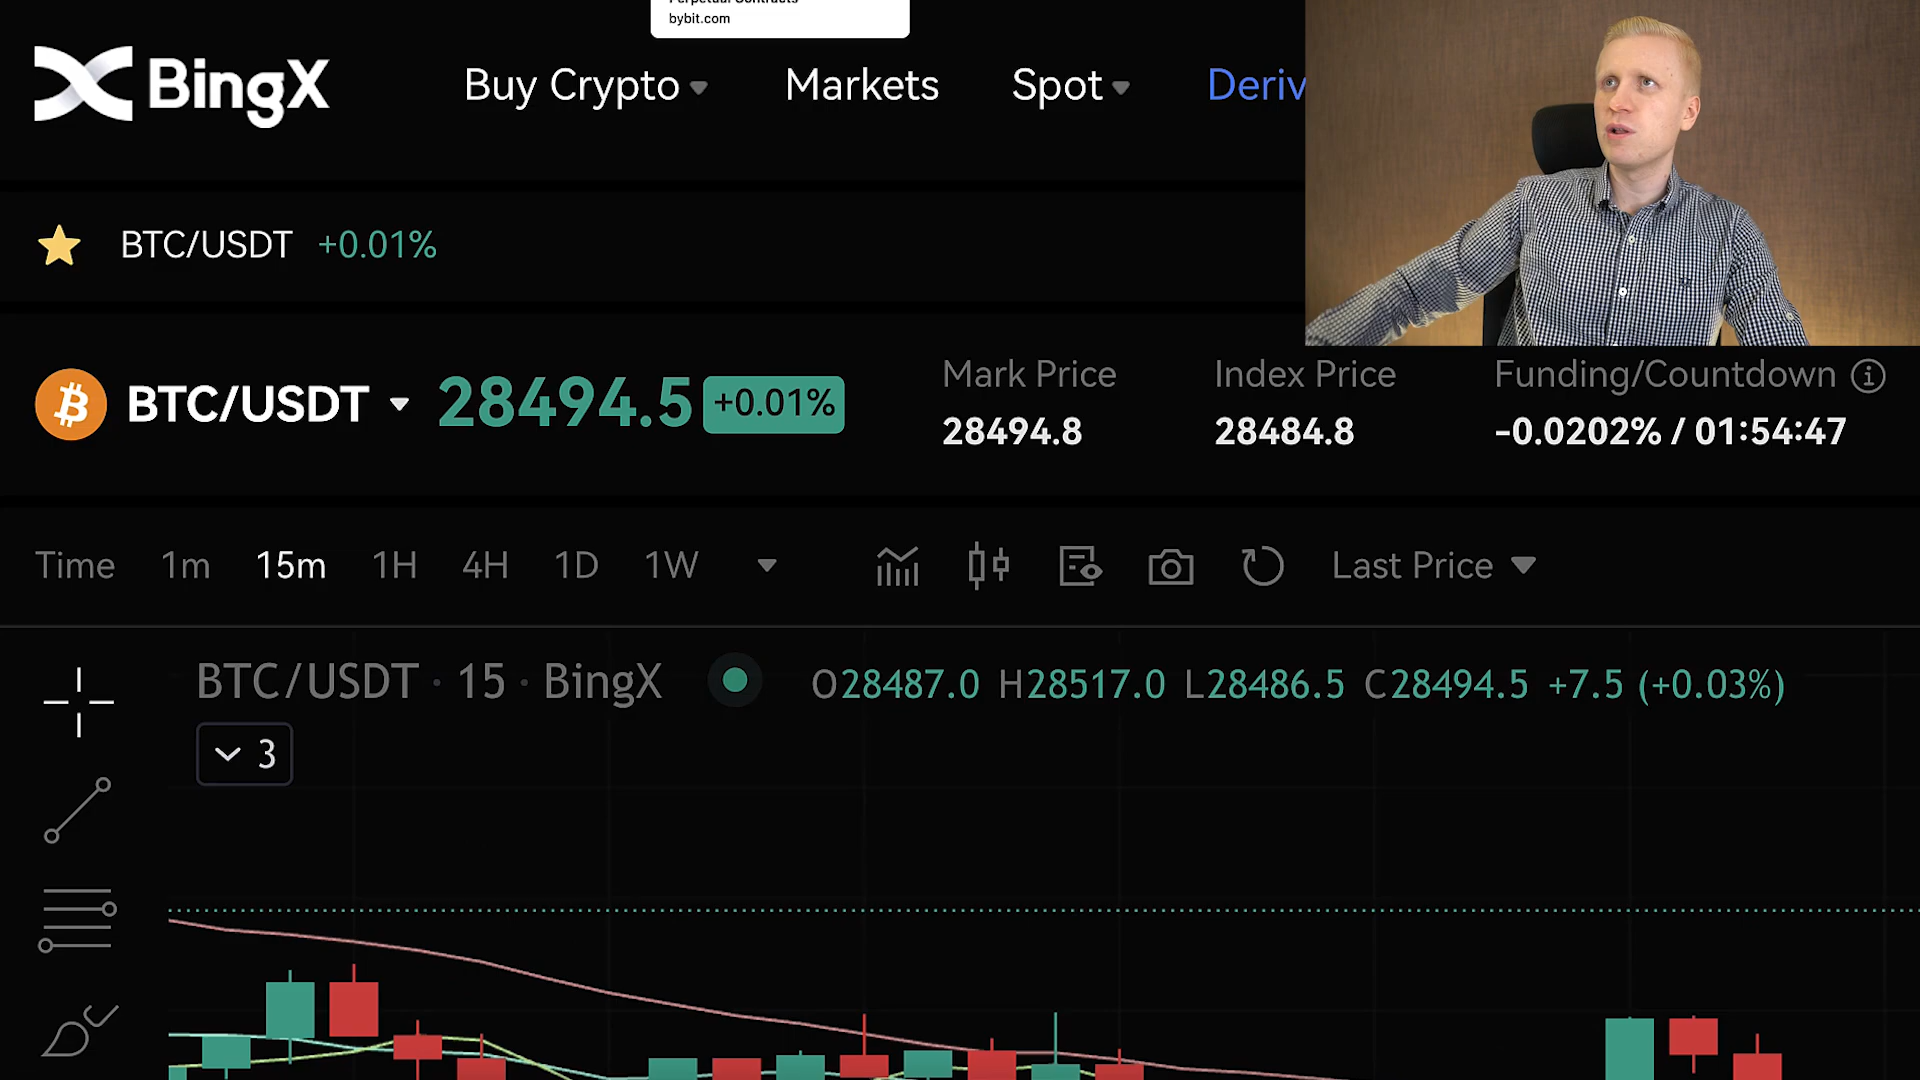 Perpetual Contracts
bybit.com
BingX
Buy Crypto
Markets
Spot
Deriv
BTC/USDT +0.01%
BTC/USDT 28494.5 +0.01%
Mark Price
28494.8
Index Price
28484.8
Funding/Countdown
-0.0202% / 01:54:47
Time 1m 15m 1H 4H 1D 1W
Last Price
BTC/USDT · 15 · BingX
O28487.0 H28517.0 L28486.5 C28494.5 +7.5 (+0.03%)
3